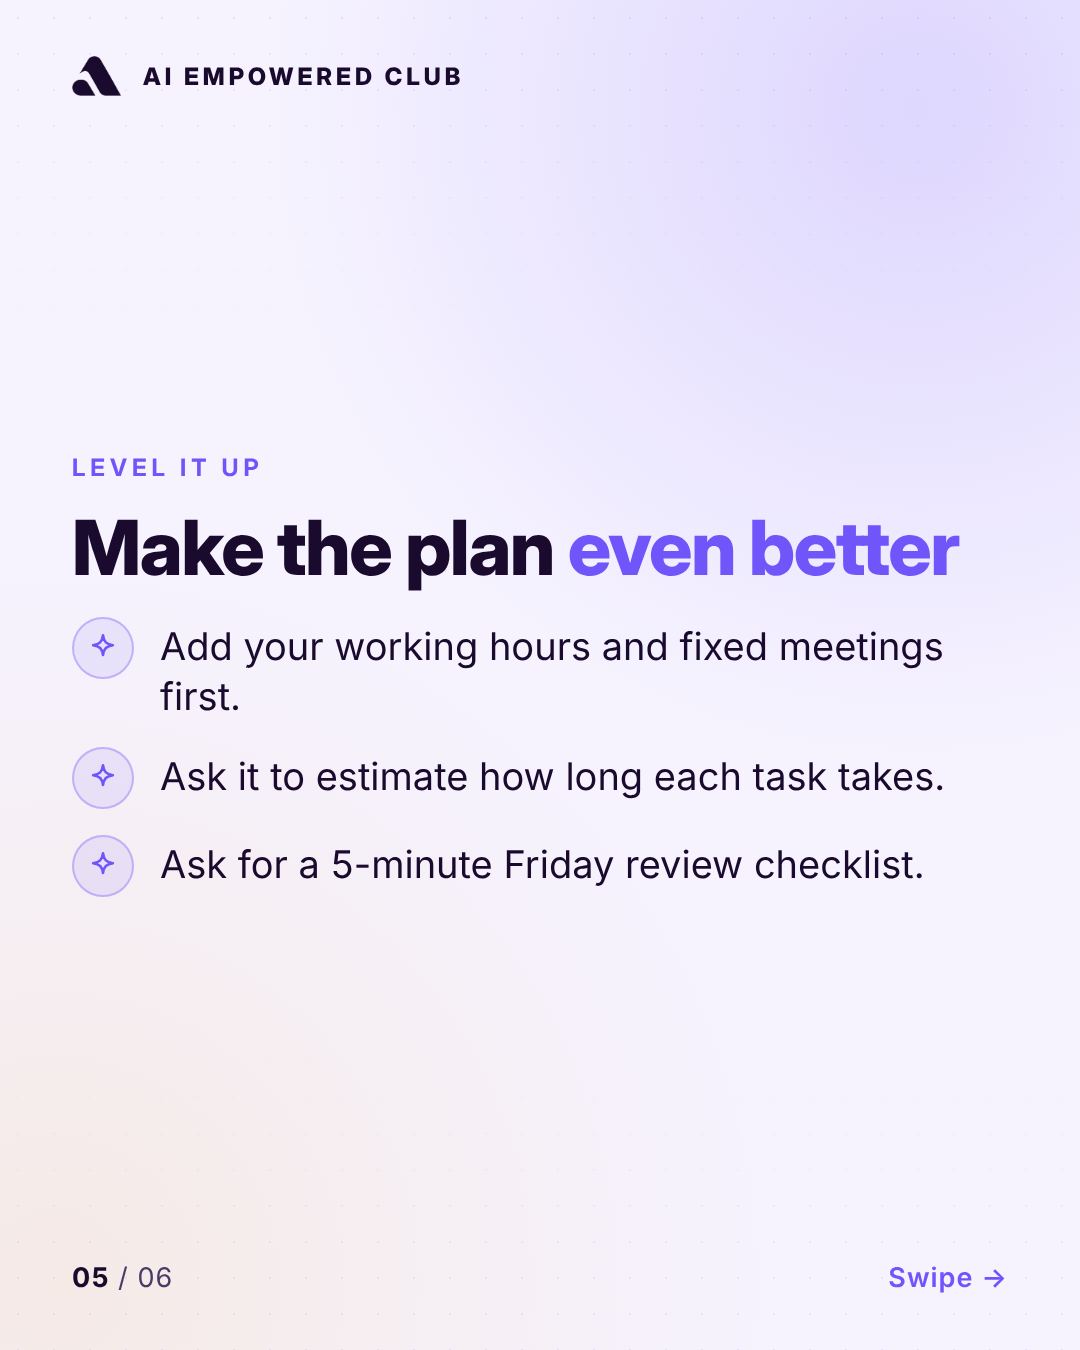 AI EMPOWERED CLUB
LEVEL IT UP
Make the plan even better
Add your working hours and fixed meetings
first.
Ask it to estimate how long each task takes.
Ask for a 5-minute Friday review checklist.
05 / 06
Swipe →